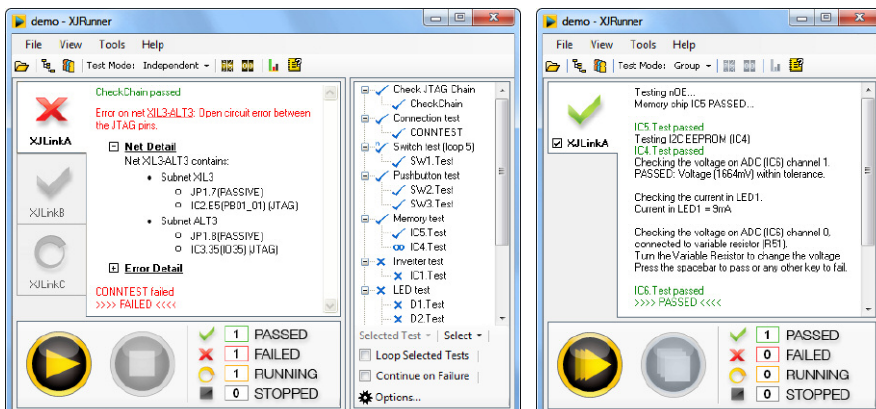 demo - XJRunner
File View Tools Help
Test Mode: Independent
XJLinkA
XJLinkB
XJLinkC
CheckChain passed
Error on net XIL3-ALT3: Open circuit error between
the JTAG pins.
Net Detail
Net XIL3-ALT3 contains:
Subnet XIL3
JP1.7(PASSIVE)
IC2.E5(PB01_01) (JTAG)
Subnet ALT3
JP1.8(PASSIVE)
IC3.35(IO35) (JTAG)
Error Detail
CONNTEST failed
>>>> FAILED <<<<
1 PASSED
1 FAILED
1 RUNNING
0 STOPPED
Check JTAG Chain
CheckChain
Connection test
CONNTEST
Switch test (loop 5)
SW1.Test
Pushbutton test
SW2.Test
SW3.Test
Memory test
IC5.Test
IC4.Test
Inverter test
IC1.Test
LED test
D1.Test
D2.Test
Selected Test Select
Loop Selected Tests
Continue on Failure
Options...
demo - XJRunner
File View Tools Help
Test Mode: Group
XJLinkA
Testing nOE...
Memory chip IC5 PASSED...
IC5.Test passed
Testing I2C EEPROM (IC4)
IC4.Test passed
Checking the voltage on ADC (IC6) channel 1.
PASSED: Voltage (1664mV) within tolerance.
Checking the current in LED1.
Current in LED1 = 9mA
Checking the voltage on ADC (IC6) channel 0,
connected to variable resistor (R51).
Turn the Variable Resistor to change the voltage
Press the spacebar to pass or any other key to fail.
IC6.Test passed
>>>> PASSED <<<<
1 PASSED
0 FAILED
0 RUNNING
0 STOPPED